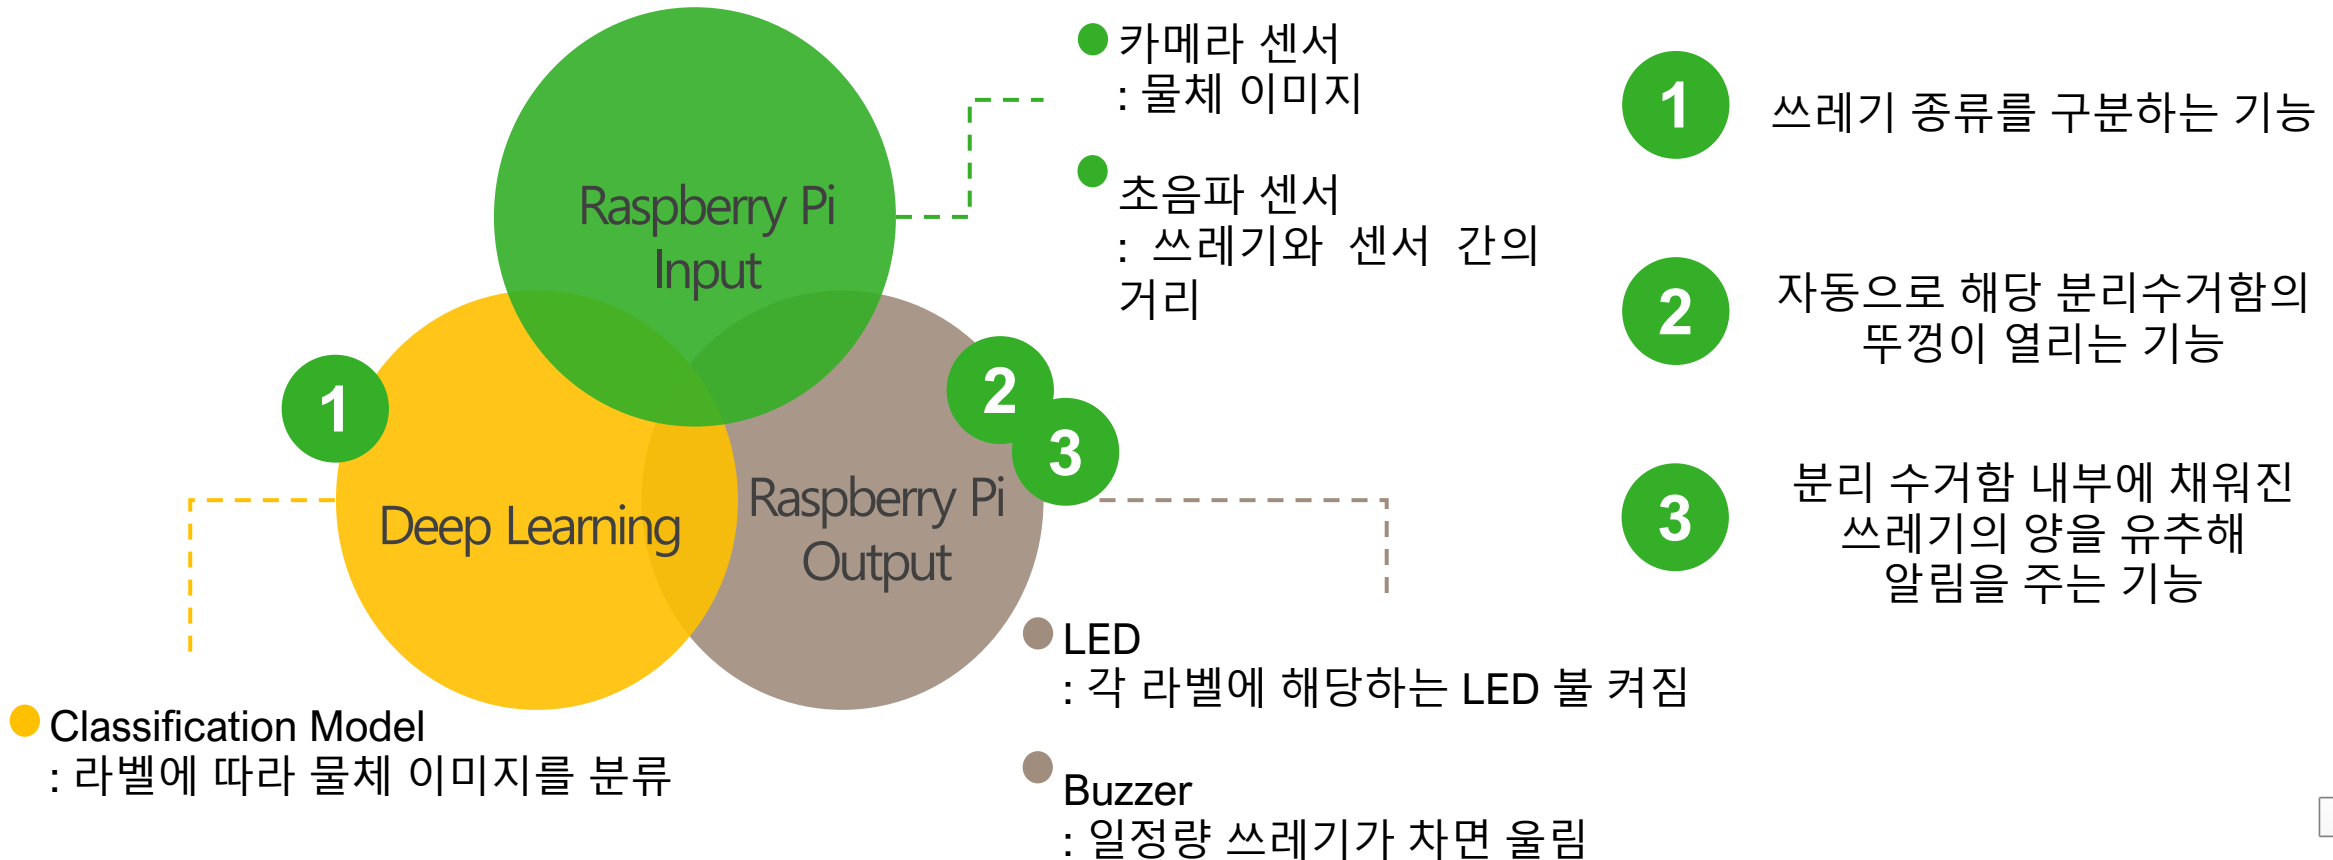 카메라 센서
: 물체 이미지
초음파 센서
: 쓰레기와 센서 간의
거리
Raspberry Pi
Input
1
Deep Learning
2
3
Raspberry Pi
Output
Classification Model
: 라벨에 따라 물체 이미지를 분류
LED
: 각 라벨에 해당하는 LED 불 켜짐
Buzzer
: 일정량 쓰레기가 차면 울림
1
쓰레기 종류를 구분하는 기능
2
자동으로 해당 분리수거함의
뚜껑이 열리는 기능
3
분리 수거함 내부에 채워진
쓰레기의 양을 유추해
알림을 주는 기능